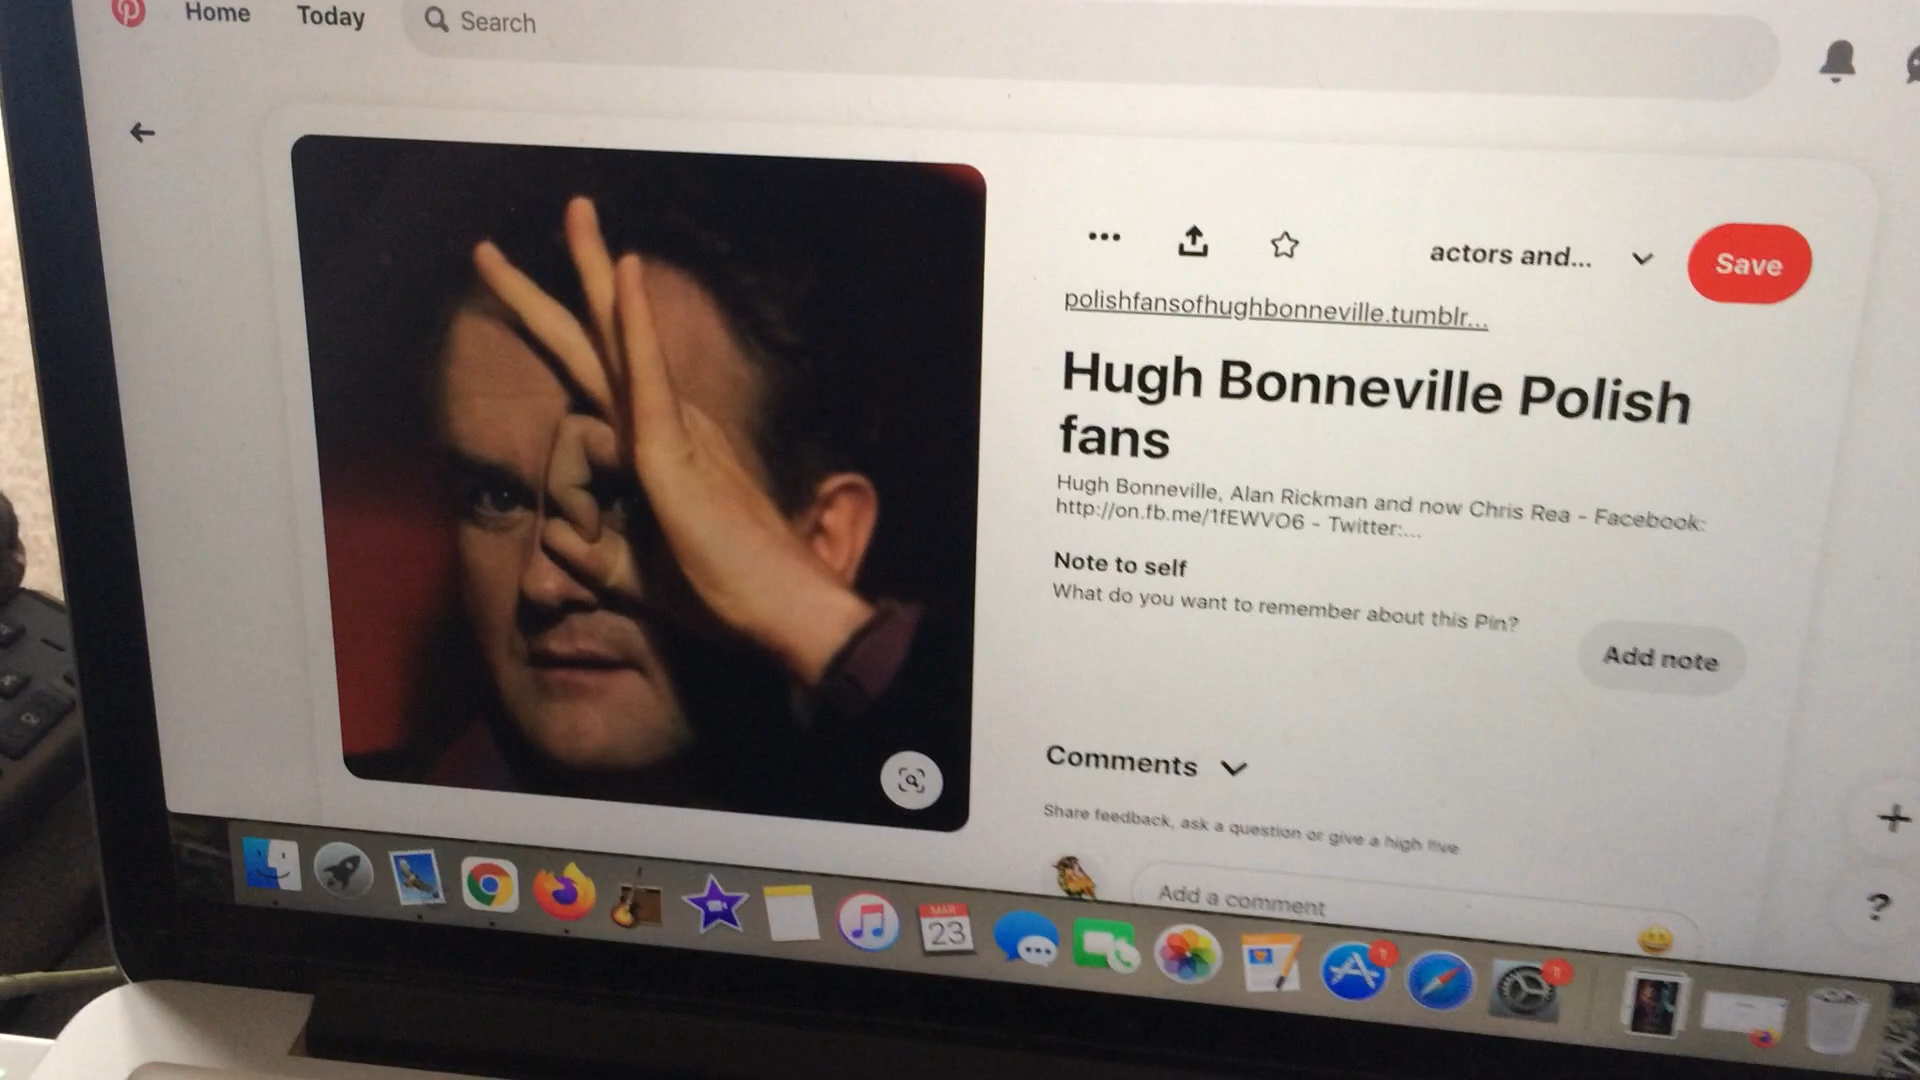 Home Today Search
actors and... Save
polishfansofhughbonneville.tumblr...
Hugh Bonneville Polish
fans
Hugh Bonneville, Alan Rickman and now Chris Rea - Facebook:
http://on.fb.me/1fEWVO6 - Twitter:....
Note to self
What do you want to remember about this Pin?
Add note
Comments
Share feedback, ask a question or give a high five
Add a comment
MAR
23
1
1
?